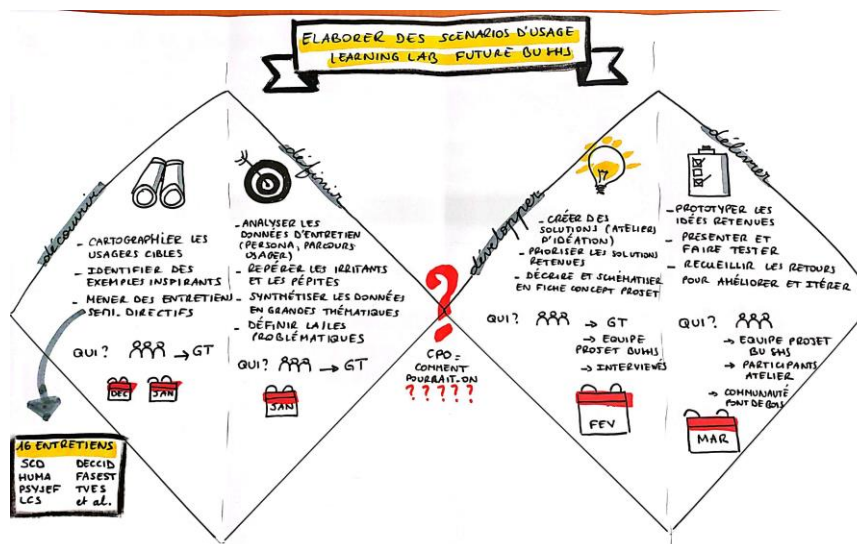 ELABORER DES SCENARIOS D'USAGE
LEARNING LAB FUTURE BU SHS
découvrir
- CARTOGRAPHIER LES
USAGERS CIBLES
- IDENTIFIER DES
EXEMPLES INSPIRANTS
- MENER DES ENTRETIENS
SEMI-DIRECTIFS
QUI ? → GT
DEC JAN
16 ENTRETIENS
SCD DECCID
HUMA FASEST
PSYSEF TVES
LCS et al.
définir
- ANALYSER LES
DONNÉES D'ENTRETIEN
(PERSONA, PARCOURS
USAGER)
- REPÉRER LES IRRITANTS
ET LES PÉPITES
- SYNTHÉTISER LES DONNÉES
EN GRANDES THÉMATIQUES
- DÉFINIR LA/LES
PROBLÉMATIQUES
QUI ? → GT
JAN
?
CPO =
COMMENT
POURRAIT-ON
? ? ? ? ?
développer
- CRÉER DES
SOLUTIONS (ATELIERS
D'IDÉATION)
- PRIORISER LES SOLUTIONS
RETENUES
- DÉCRIRE ET SCHÉMATISER
EN FICHE CONCEPT PROJET
QUI ? → GT
→ EQUIPE
PROJET BU SHS
→ INTERVIEWÉS
FEV
délivrer
- PROTOTYPER LES
IDÉES RETENUES
- PRESENTER ET
FAIRE TESTER
- RECUEILLIR LES RETOURS
POUR AMÉLIORER ET ITÉRER
QUI ?
→ EQUIPE PROJET
BU SHS
→ PARTICIPANTS
ATELIER
→ COMMUNAUTÉ
PONT DE BOIS
MAR